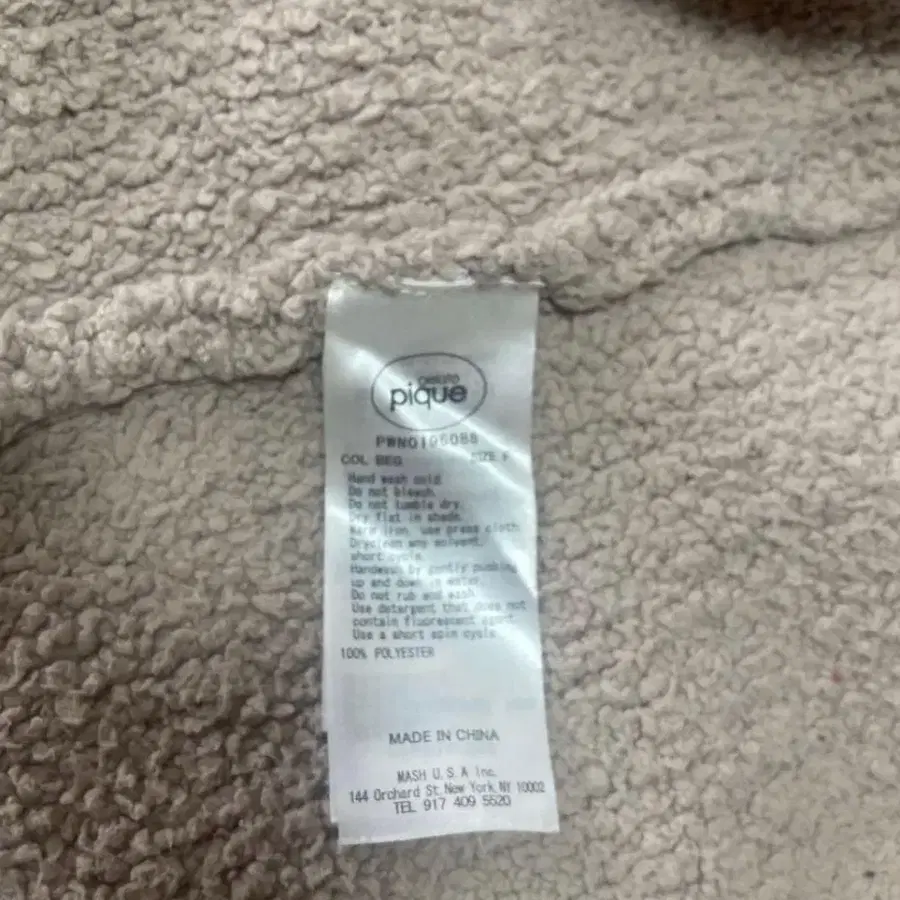 gelato
pique
COL BEG SIZE F
Hand wash cold.
Do not bleach.
Do not tumble dry.
Dry flat in shade.
Warm iron, use press cloth
Dryclean any solvent,
short cycle.
Handwash by gently pushing
up and down in water.
Do not rub and wash.
Use detergent that does not
contain fluorescent agent.
Use a short spin cycle.
100% POLYESTER
MADE IN CHINA
MASH U.S.A Inc.
144 Orchard St. New York, NY 10002
TEL 917 409 5520